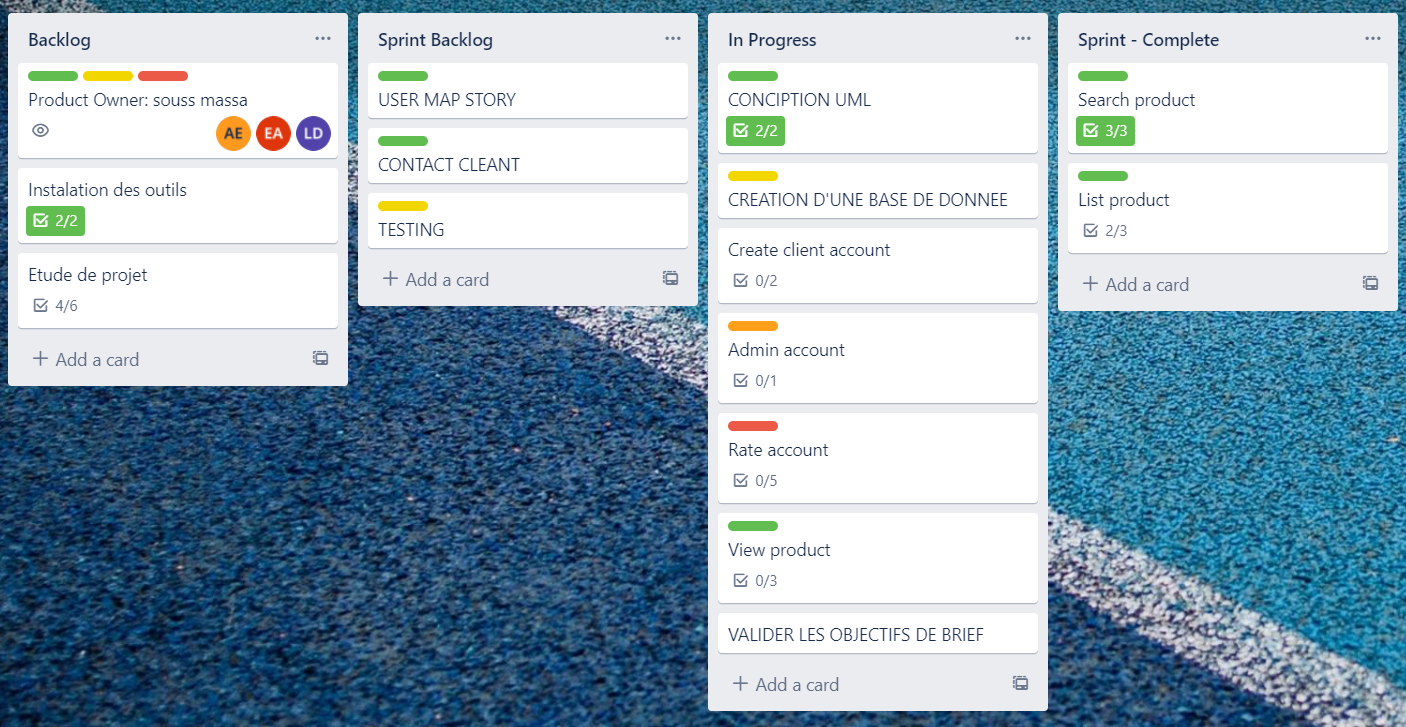 Backlog
Product Owner: souss massa
AE EA LD
Instalation des outils
2/2
Etude de projet
4/6
+ Add a card
Sprint Backlog
USER MAP STORY
CONTACT CLEANT
TESTING
+ Add a card
In Progress
CONCIPTION UML
2/2
CREATION D'UNE BASE DE DONNEE
Create client account
0/2
Admin account
0/1
Rate account
0/5
View product
0/3
VALIDER LES OBJECTIFS DE BRIEF
+ Add a card
Sprint - Complete
Search product
3/3
List product
2/3
+ Add a card